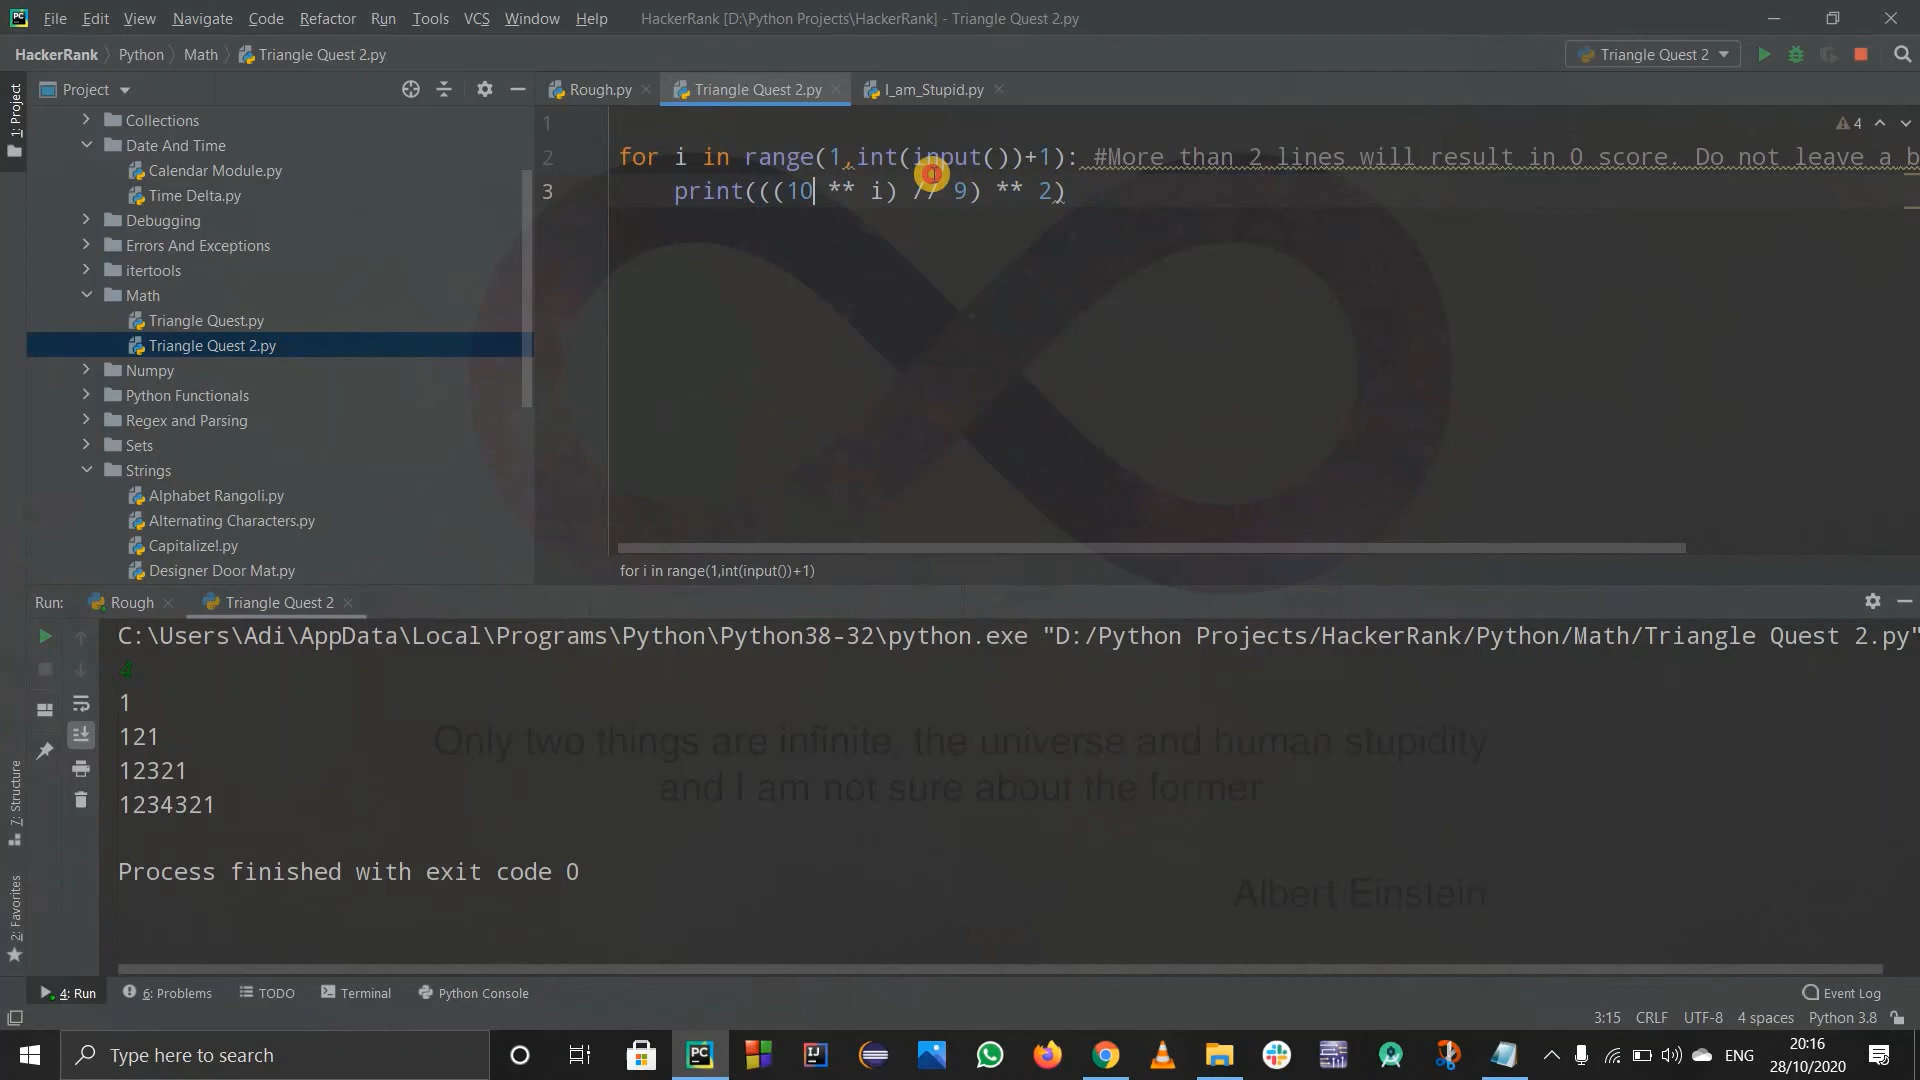 File Edit View Navigate Code Refactor Run Tools VCS Window Help HackerRank [D:\Python Projects\HackerRank] - Triangle Quest 2.py
HackerRank Python Math Triangle Quest 2.py Triangle Quest 2
Project Rough.py Triangle Quest 2.py I_am_Stupid.py
1: Project
Collections
Date And Time
Calendar Module.py
Time Delta.py
Debugging
Errors And Exceptions
itertools
Math
Triangle Quest.py
Triangle Quest 2.py
Numpy
Python Functionals
Regex and Parsing
Sets
Strings
Alphabet Rangoli.py
Alternating Characters.py
Capitalize!.py
Designer Door Mat.py
1 4
2 for i in range(1,int(input())+1): #More than 2 lines will result in 0 score. Do not leave a b
3 print(((10 ** i) // 9) ** 2)
for i in range(1,int(input())+1)
Run: Rough Triangle Quest 2
C:\Users\Adi\AppData\Local\Programs\Python\Python38-32\python.exe "D:/Python Projects/HackerRank/Python/Math/Triangle Quest 2.py"
4
1
121
12321
1234321
Process finished with exit code 0
Only two things are infinite, the universe and human stupidity
and I am not sure about the former
Albert Einstein
7: Structure
2: Favorites
4: Run 6: Problems TODO Terminal Python Console Event Log
3:15 CRLF UTF-8 4 spaces Python 3.8
Type here to search ENG 20:16
28/10/2020